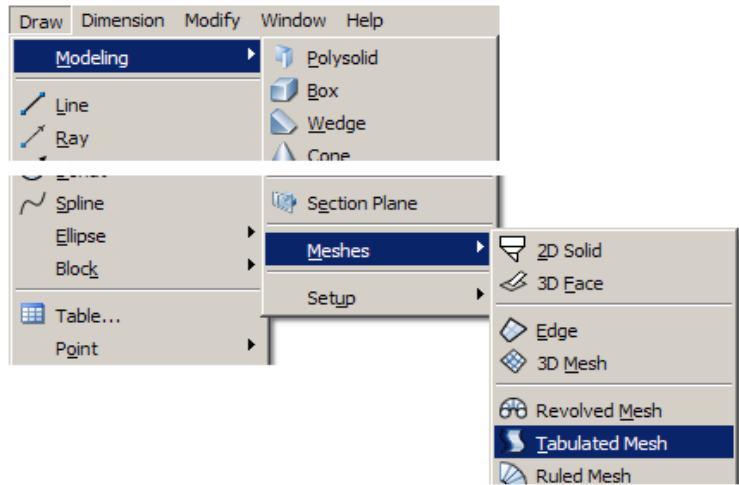 Draw Dimension Modify Window Help
Modeling
Line
Ray
Spline
Ellipse
Block
Table...
Point
Polysolid
Box
Wedge
Cone
Section Plane
Meshes
Setup
2D Solid
3D Face
Edge
3D Mesh
Revolved Mesh
Tabulated Mesh
Ruled Mesh